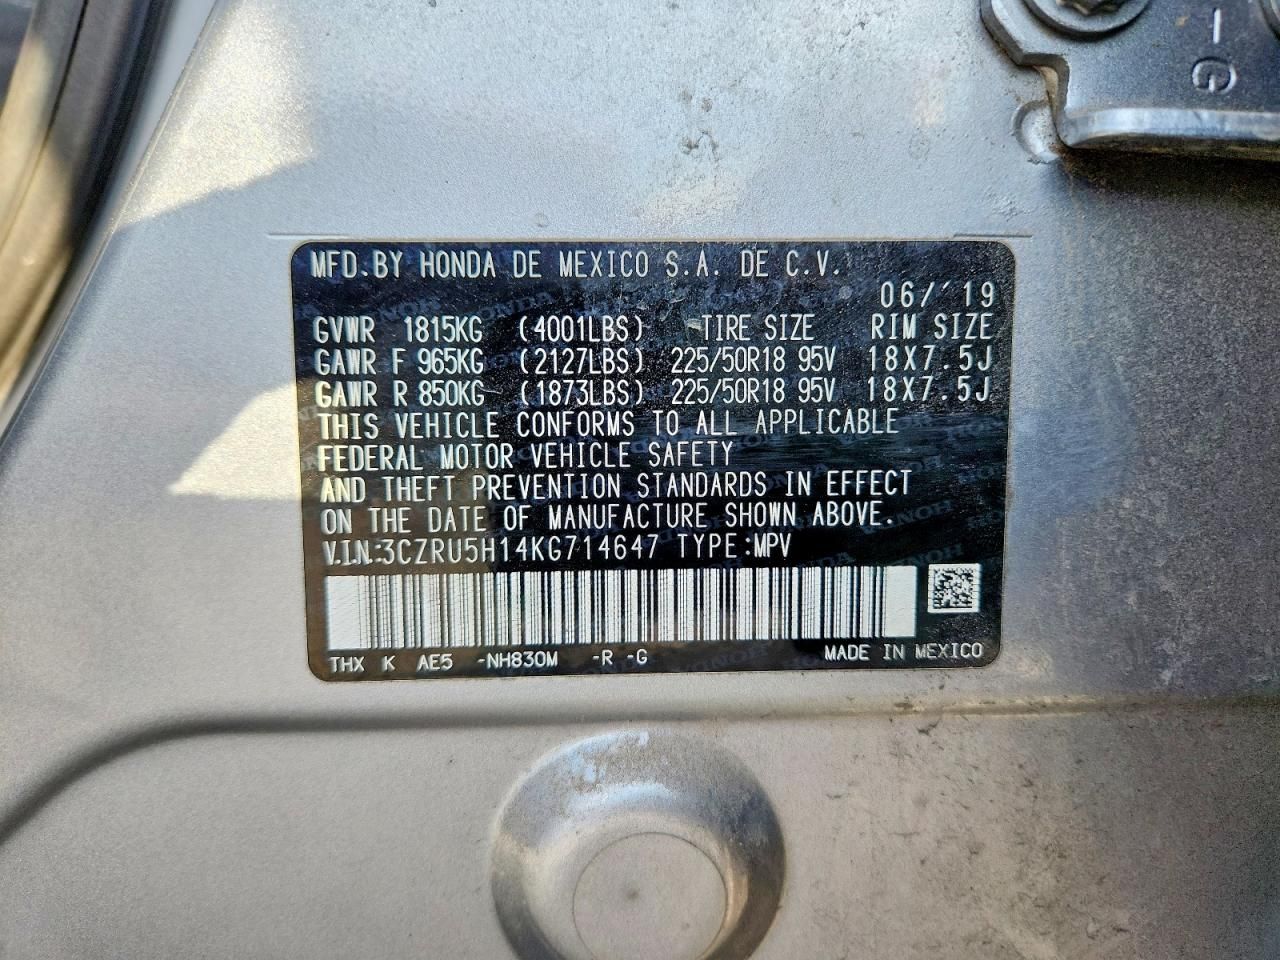 -G
MFD.BY HONDA DE MEXICO S.A. DE C.V.
06/'19
GVWR 1815KG (4001LBS) TIRE SIZE RIM SIZE
GAWR F 965KG (2127LBS) 225/50R18 95V 18X7.5J
GAWR R 850KG (1873LBS) 225/50R18 95V 18X7.5J
THIS VEHICLE CONFORMS TO ALL APPLICABLE
FEDERAL MOTOR VEHICLE SAFETY
AND THEFT PREVENTION STANDARDS IN EFFECT
ON THE DATE OF MANUFACTURE SHOWN ABOVE.
V.I.N.:3CZRU5H14KG714647 TYPE:MPV
THX K AE5 -NH830M -R -G MADE IN MEXICO